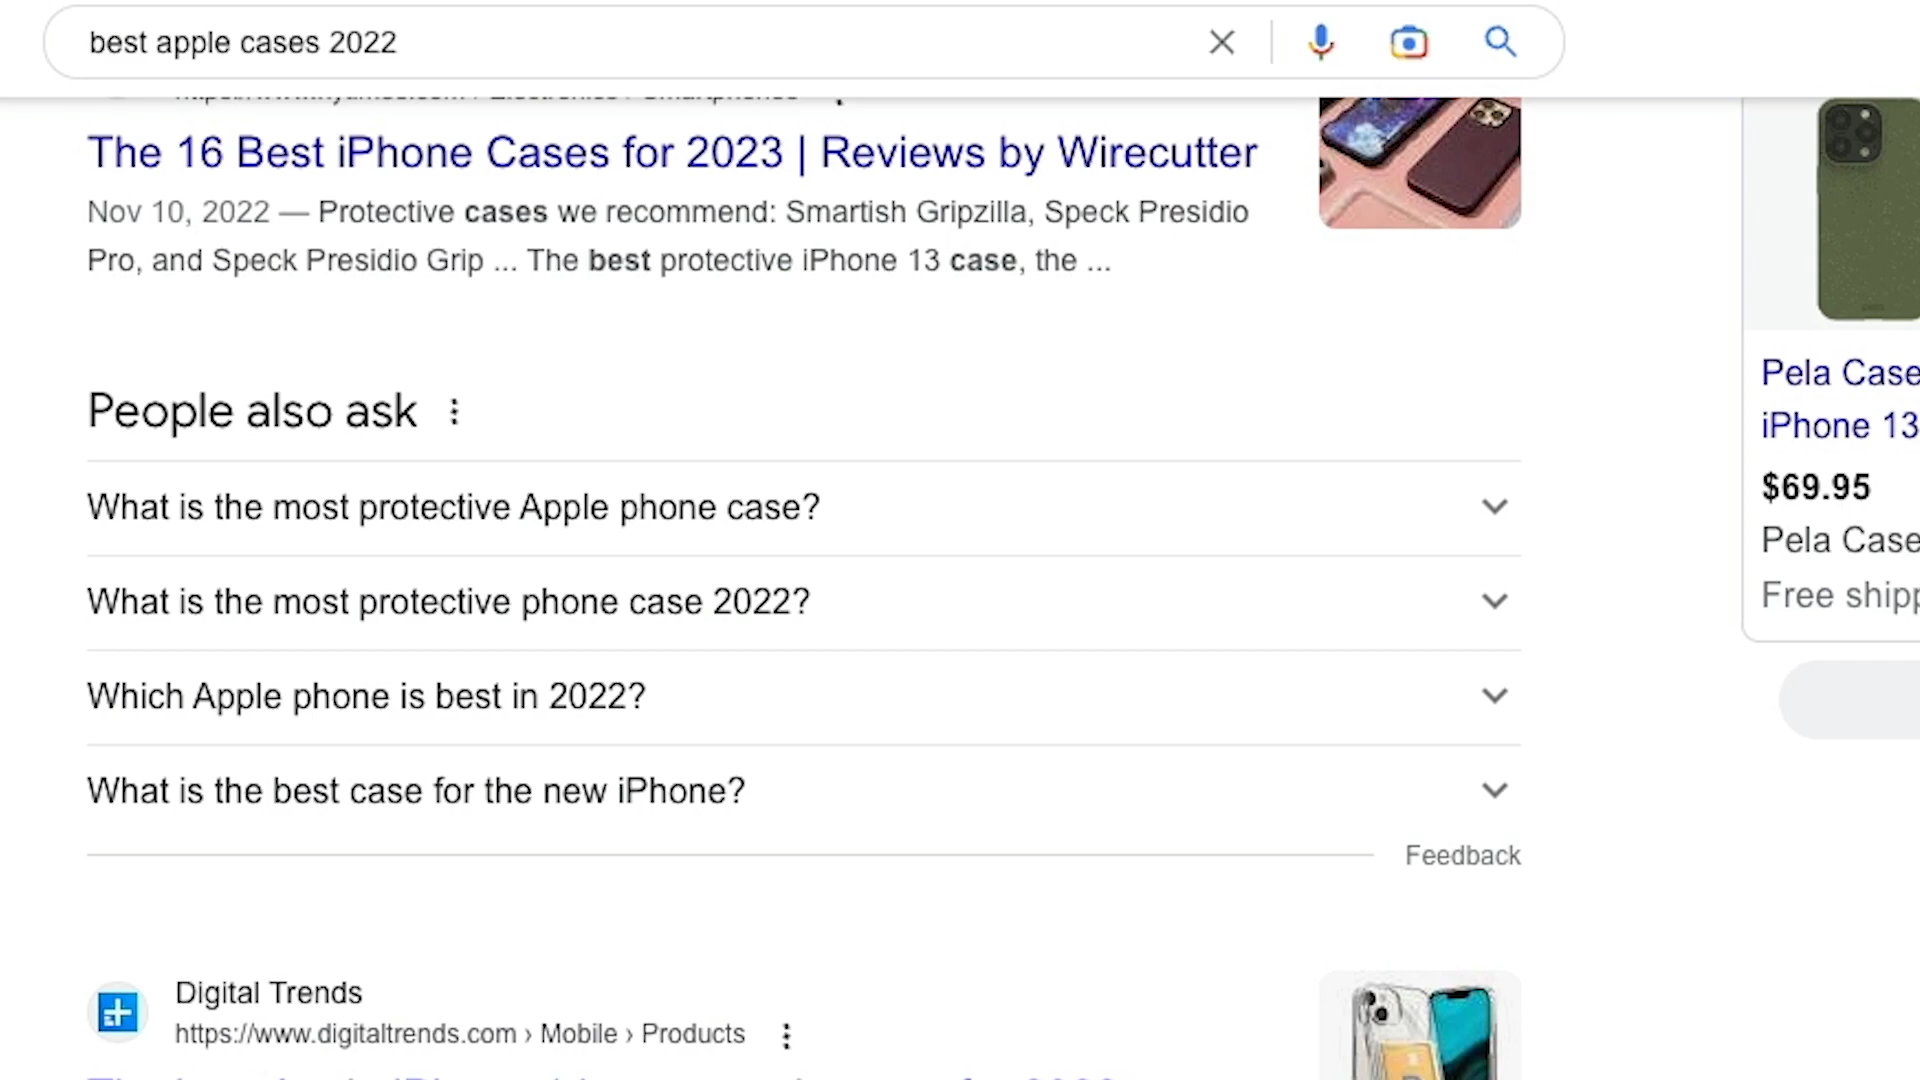 best apple cases 2022
The 16 Best iPhone Cases for 2023 | Reviews by Wirecutter
Nov 10, 2022 — Protective cases we recommend: Smartish Gripzilla, Speck Presidio
Pro, and Speck Presidio Grip ... The best protective iPhone 13 case, the ...
People also ask
What is the most protective Apple phone case?
What is the most protective phone case 2022?
Which Apple phone is best in 2022?
What is the best case for the new iPhone?
Feedback
Digital Trends
https://www.digitaltrends.com › Mobile › Products
Pela Case
iPhone 13
$69.95
Pela Case
Free